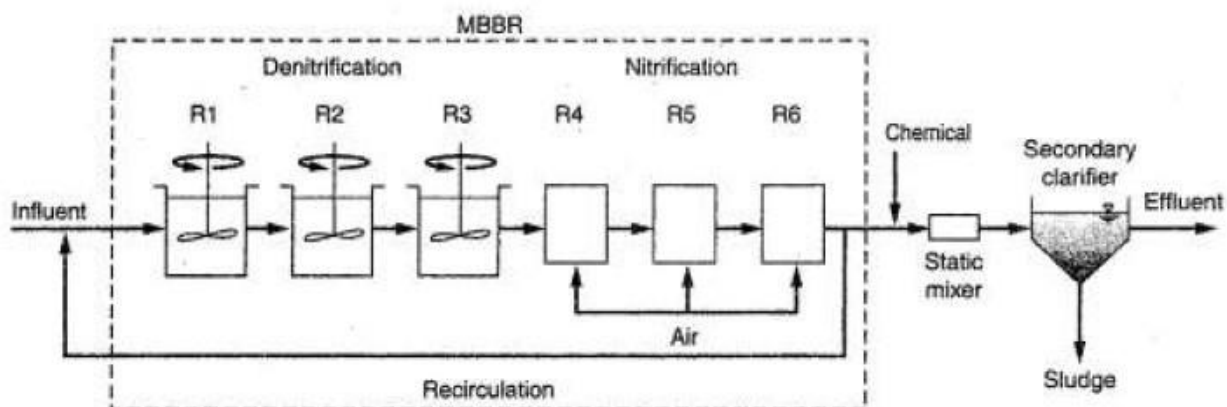 MBBR
Denitrification Nitrification
R1 R2 R3 R4 R5 R6
Chemical
Secondary
clarifier
Influent
Effluent
Static
mixer
Air
Recirculation
Sludge